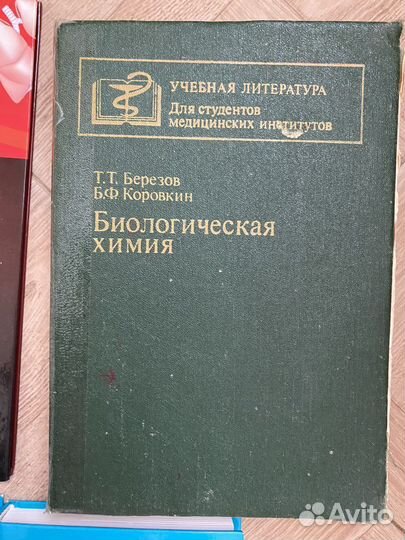 УЧЕБНАЯ ЛИТЕРАТУРА
Для студентов
медицинских институтов
Т.Т. Березов
Б.Ф Коровкин
Биологическая
химия
Avito